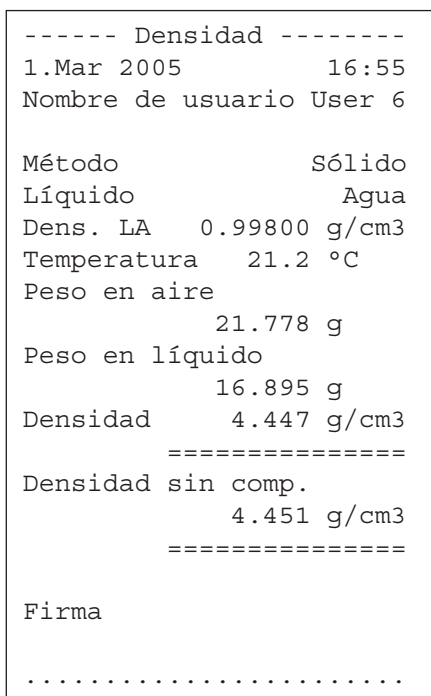 ------ Densidad --------
1.Mar 2005 16:55
Nombre de usuario User 6
Método Sólido
Líquido Agua
Dens. LA 0.99800 g/cm3
Temperatura 21.2 °C
Peso en aire
21.778 g
Peso en líquido
16.895 g
Densidad 4.447 g/cm3
===============
Densidad sin comp.
4.451 g/cm3
===============
Firma
........................